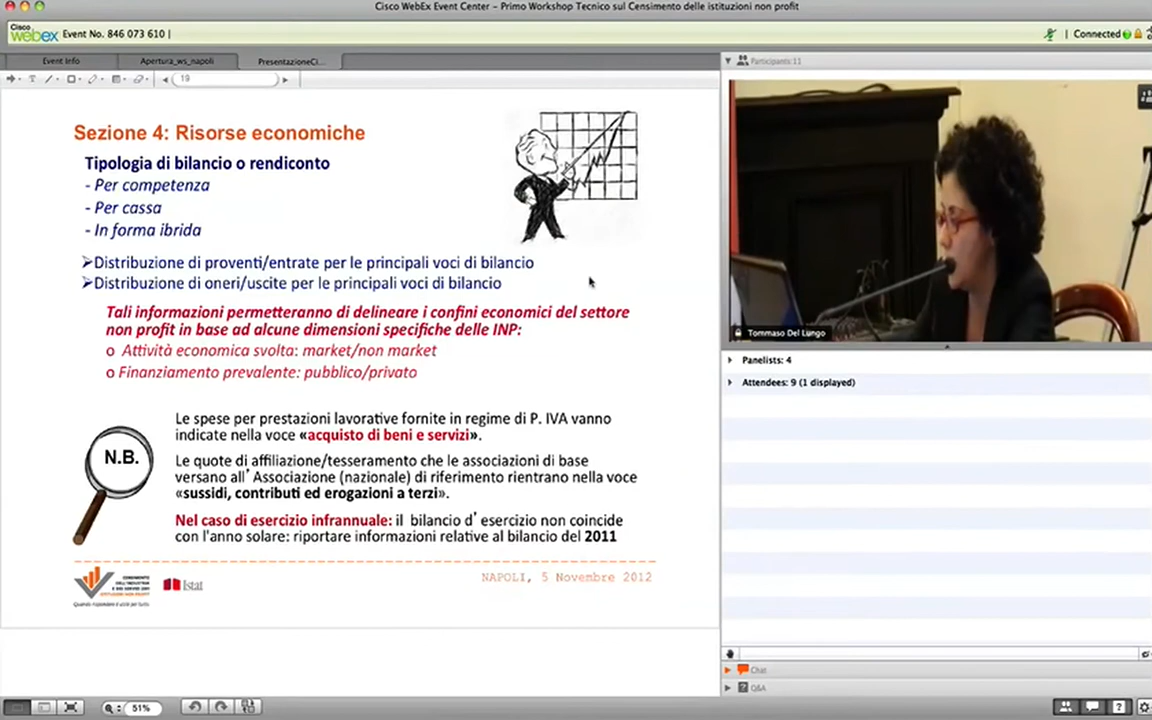 Cisco WebEx Event Center - Primo Workshop Tecnico sul Censimento delle istituzioni non profit
Cisco
webex Event No. 846 073 610 |
| Connected
Event Info
Apertura_ws_napoli
PresentazioneCi...
19
Participants: 11
Sezione 4: Risorse economiche
Tipologia di bilancio o rendiconto
- Per competenza
- Per cassa
- In forma ibrida
➢Distribuzione di proventi/entrate per le principali voci di bilancio
➢Distribuzione di oneri/uscite per le principali voci di bilancio
Tali informazioni permetteranno di delineare i confini economici del settore
non profit in base ad alcune dimensioni specifiche delle INP:
o Attività economica svolta: market/non market
o Finanziamento prevalente: pubblico/privato
N.B.
Le spese per prestazioni lavorative fornite in regime di P. IVA vanno
indicate nella voce «acquisto di beni e servizi».
Le quote di affiliazione/tesseramento che le associazioni di base
versano all'Associazione (nazionale) di riferimento rientrano nella voce
«sussidi, contributi ed erogazioni a terzi».
Nel caso di esercizio infrannuale: il bilancio d'esercizio non coincide
con l'anno solare: riportare informazioni relative al bilancio del 2011
Istat
NAPOLI, 5 Novembre 2012
Tommaso Del Lungo
Panelists: 4
Attendees: 9 (1 displayed)
Chat
Q&A
51%